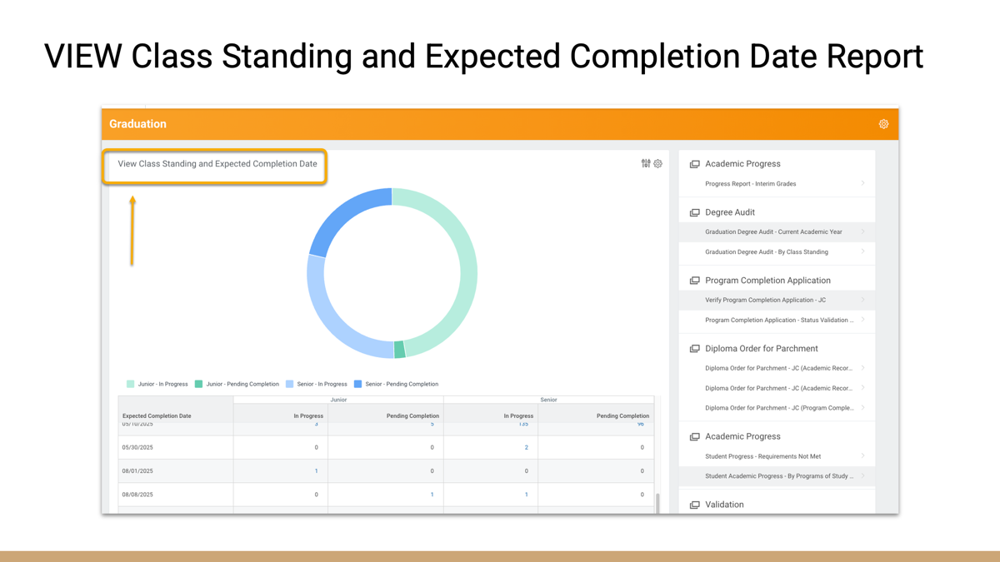 VIEW Class Standing and Expected Completion Date Report
Graduation
View Class Standing and Expected Completion Date
Junior - In Progress Junior - Pending Completion Senior - In Progress Senior - Pending Completion
Junior Senior
Expected Completion Date In Progress Pending Completion In Progress Pending Completion
05/10/2025 3 5 135 96
05/30/2025 0 0 2 0
08/01/2025 1 0 0 0
08/08/2025 0 1 1 0
Academic Progress
Progress Report - Interim Grades
Degree Audit
Graduation Degree Audit - Current Academic Year
Graduation Degree Audit - By Class Standing
Program Completion Application
Verify Program Completion Application - JC
Program Completion Application - Status Validation ...
Diploma Order for Parchment
Diploma Order for Parchment - JC (Academic Recor...
Diploma Order for Parchment - JC (Academic Recor...
Diploma Order for Parchment - JC (Program Comple...
Academic Progress
Student Progress - Requirements Not Met
Student Academic Progress - By Programs of Study ...
Validation